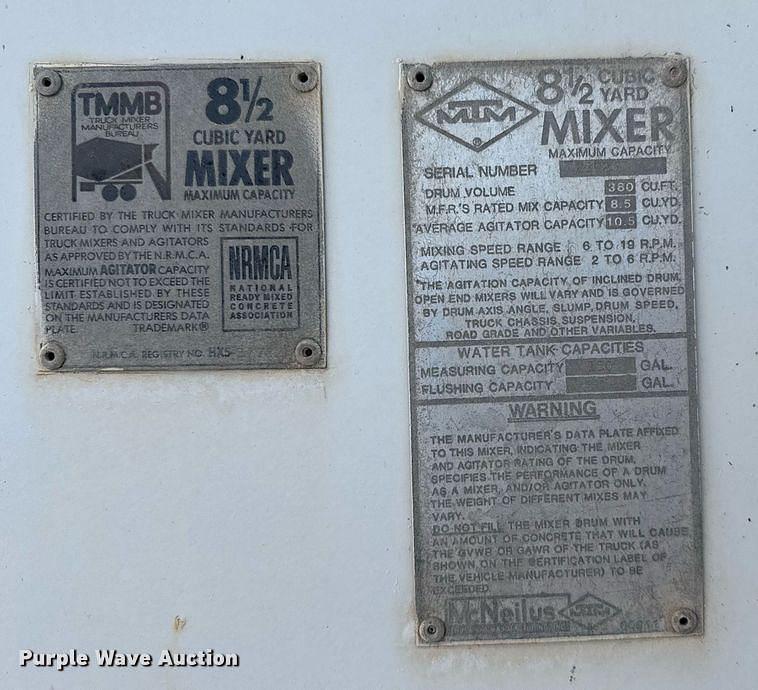 TMMB
TRUCK MIXER
MANUFACTURERS
BUREAU
8 1/2
CUBIC YARD
MIXER
MAXIMUM CAPACITY
CERTIFIED BY THE TRUCK MIXER MANUFACTURERS
BUREAU TO COMPLY WITH ITS STANDARDS FOR
TRUCK MIXERS AND AGITATORS
AS APPROVED BY THE N.R.M.C.A.
MAXIMUM AGITATOR CAPACITY
IS CERTIFIED NOT TO EXCEED THE
LIMIT ESTABLISHED BY THESE
STANDARDS AND IS DESIGNATED
ON THE MANUFACTURERS DATA
PLATE. TRADEMARK®
NRMCA
NATIONAL
READY MIXED
CONCRETE
ASSOCIATION
N.R.M.C.A. REGISTRY NO.
MTM
®
8 1/2 CUBIC YARD
MIXER
MAXIMUM CAPACITY
SERIAL NUMBER
DRUM VOLUME 380 CU.FT.
M.F.R.'S RATED MIX CAPACITY 8.5 CU.YD.
AVERAGE AGITATOR CAPACITY 10.5 CU.YD.
MIXING SPEED RANGE 6 TO 19 R.P.M.
AGITATING SPEED RANGE 2 TO 6 R.P.M.
*THE AGITATION CAPACITY OF INCLINED DRUM,
OPEN END MIXERS WILL VARY AND IS GOVERNED
BY DRUM AXIS ANGLE, SLUMP, DRUM SPEED,
TRUCK CHASSIS, SUSPENSION,
ROAD GRADE AND OTHER VARIABLES.
WATER TANK CAPACITIES
MEASURING CAPACITY GAL.
FLUSHING CAPACITY GAL.
WARNING
THE MANUFACTURER'S DATA PLATE AFFIXED
TO THIS MIXER, INDICATING THE MIXER
AND AGITATOR RATING OF THE DRUM,
SPECIFIES THE PERFORMANCE OF A DRUM
AS A MIXER, AND/OR AGITATOR ONLY.
THE WEIGHT OF DIFFERENT MIXES MAY
VARY.
DO NOT FILL THE MIXER DRUM WITH
AN AMOUNT OF CONCRETE THAT WILL CAUSE
THE GVWR OR GAWR OF THE TRUCK (AS
SHOWN ON THE CERTIFICATION LABEL OF
THE VEHICLE MANUFACTURER) TO BE
EXCEEDED.
McNeilus MTM
Purple Wave Auction